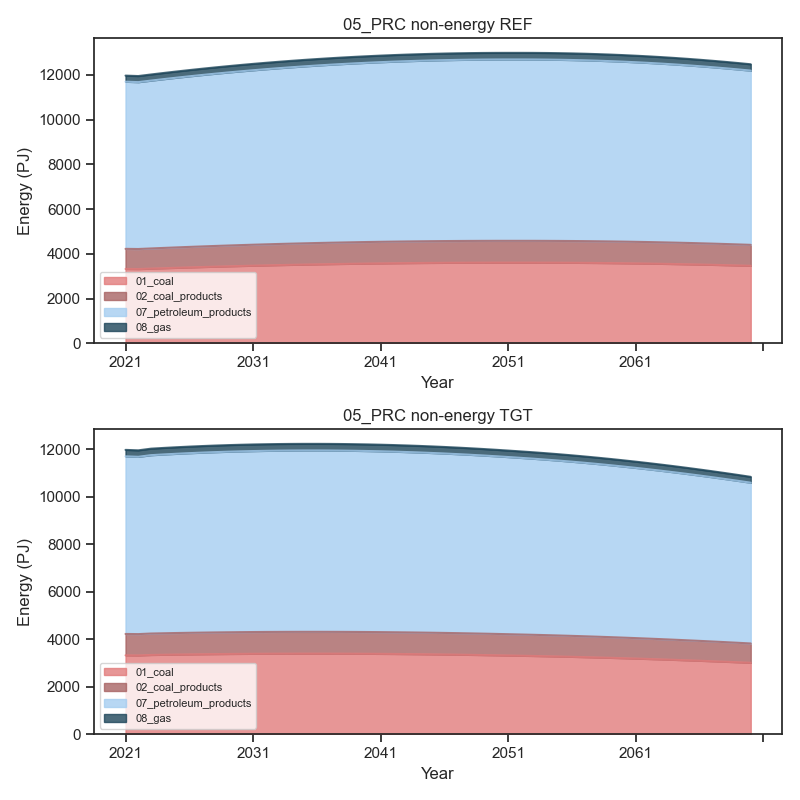 05_PRC non-energy REF
12000
10000
8000
6000
4000
2000
0
Energy (PJ)
01_coal
02_coal_products
07_petroleum_products
08_gas
2021 2031 2041 2051 2061
Year
05_PRC non-energy TGT
12000
10000
8000
6000
4000
2000
0
Energy (PJ)
01_coal
02_coal_products
07_petroleum_products
08_gas
2021 2031 2041 2051 2061
Year